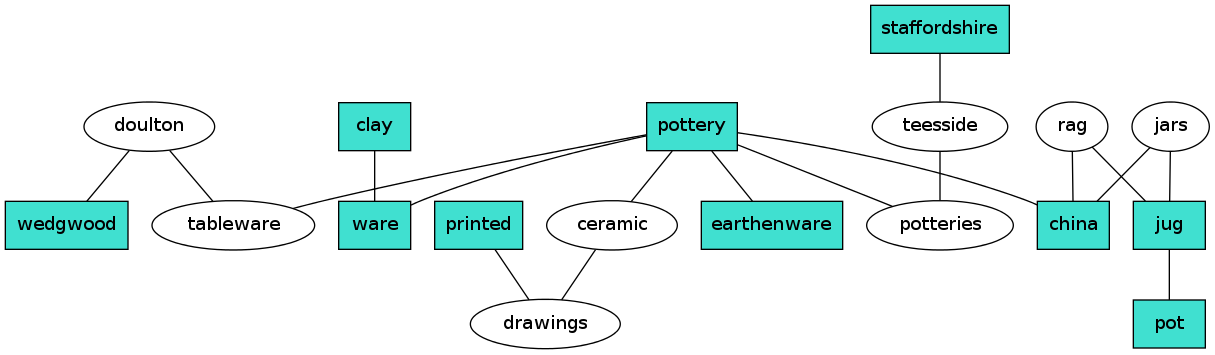 staffordshire
doulton
clay
pottery
teesside
rag
jars
wedgwood
tableware
ware
printed
ceramic
earthenware
potteries
china
jug
drawings
pot